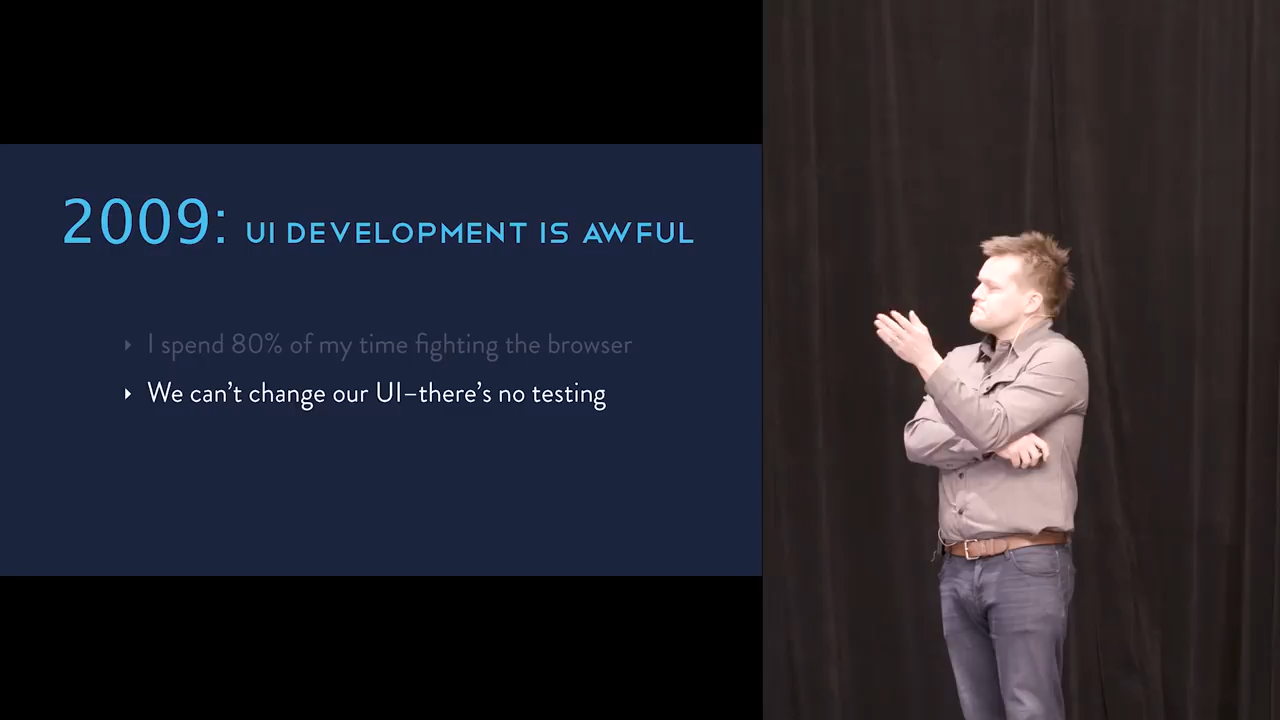 2009: UI DEVELOPMENT IS AWFUL
I spend 80% of my time fighting the browser
We can't change our UI–there's no testing